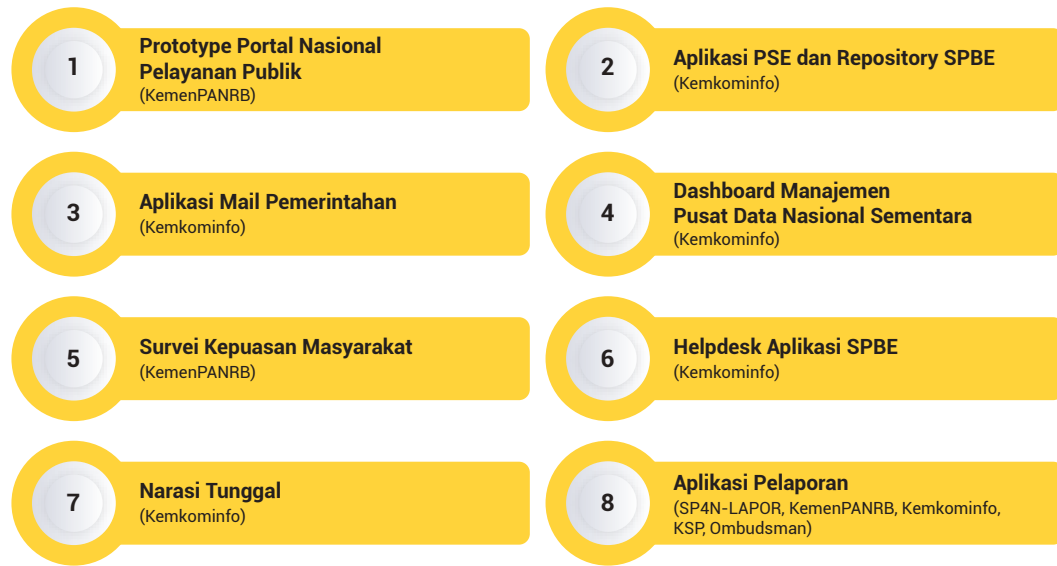 1
Prototype Portal Nasional
Pelayanan Publik
(KemenPANRB)
2
Aplikasi PSE dan Repository SPBE
(Kemkominfo)
3
Aplikasi Mail Pemerintahan
(Kemkominfo)
4
Dashboard Manajemen
Pusat Data Nasional Sementara
(Kemkominfo)
5
Survei Kepuasan Masyarakat
(KemenPANRB)
6
Helpdesk Aplikasi SPBE
(Kemkominfo)
7
Narasi Tunggal
(Kemkominfo)
8
Aplikasi Pelaporan
(SP4N-LAPOR, KemenPANRB, Kemkominfo,
KSP, Ombudsman)